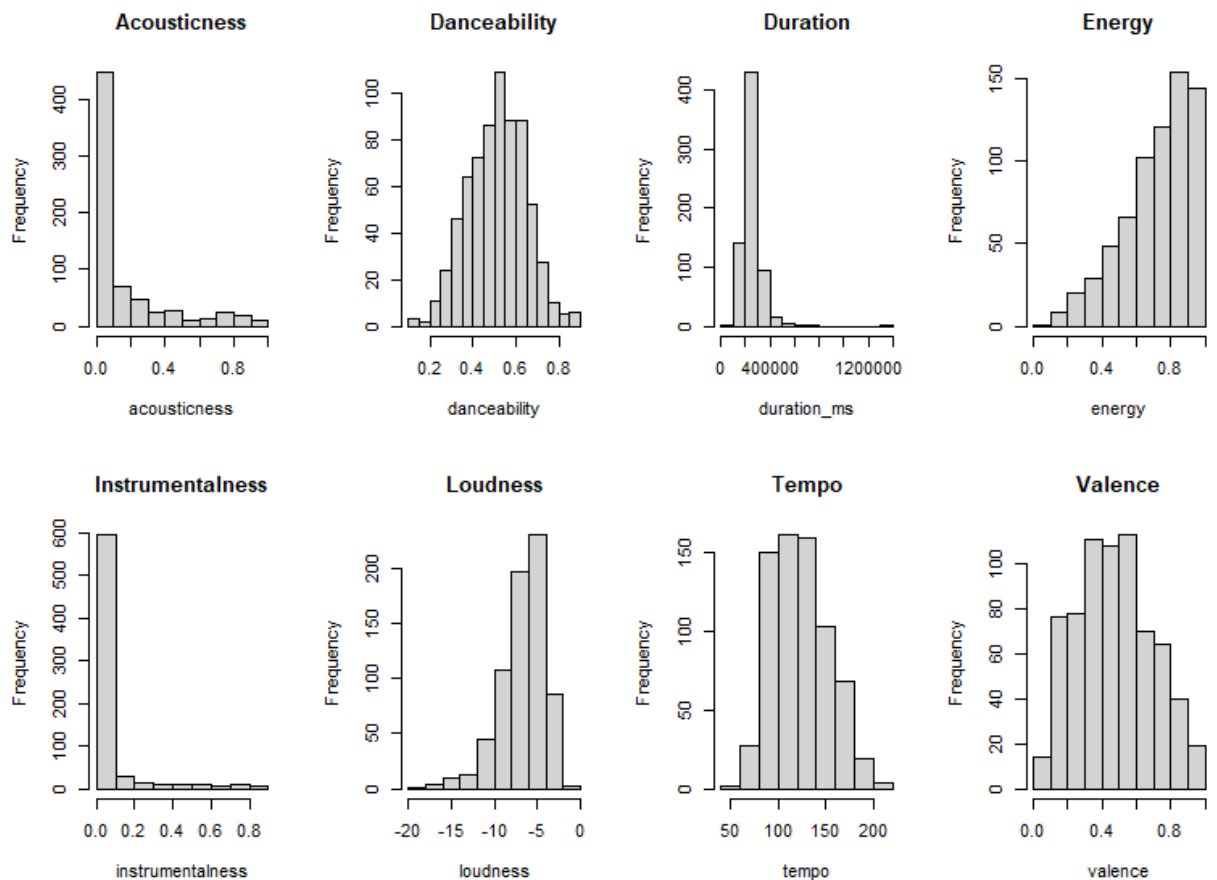 Acousticness
Danceability
Duration
Energy
Frequency
0 100 200 300 400
0.0 0.4 0.8
acousticness
Frequency
0 20 40 60 80 100
0.2 0.4 0.6 0.8
danceability
Frequency
0 100 200 300 400
0 400000 1200000
duration_ms
Frequency
0 50 100 150
0.0 0.4 0.8
energy
Instrumentalness
Loudness
Tempo
Valence
Frequency
0 100 200 300 400 500 600
0.0 0.2 0.4 0.6 0.8
instrumentalness
Frequency
0 50 100 150 200
-20 -15 -10 -5 0
loudness
Frequency
0 50 100 150
50 100 150 200
tempo
Frequency
0 20 40 60 80 100
0.0 0.4 0.8
valence